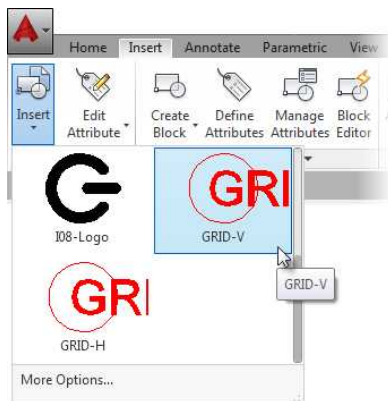 Home Insert Annotate Parametric View
Insert Edit Attribute Create Block Define Attributes Manage Attributes Block Editor
GRI
I08-Logo GRID-V
GRID-V
GRI
GRID-H
More Options...